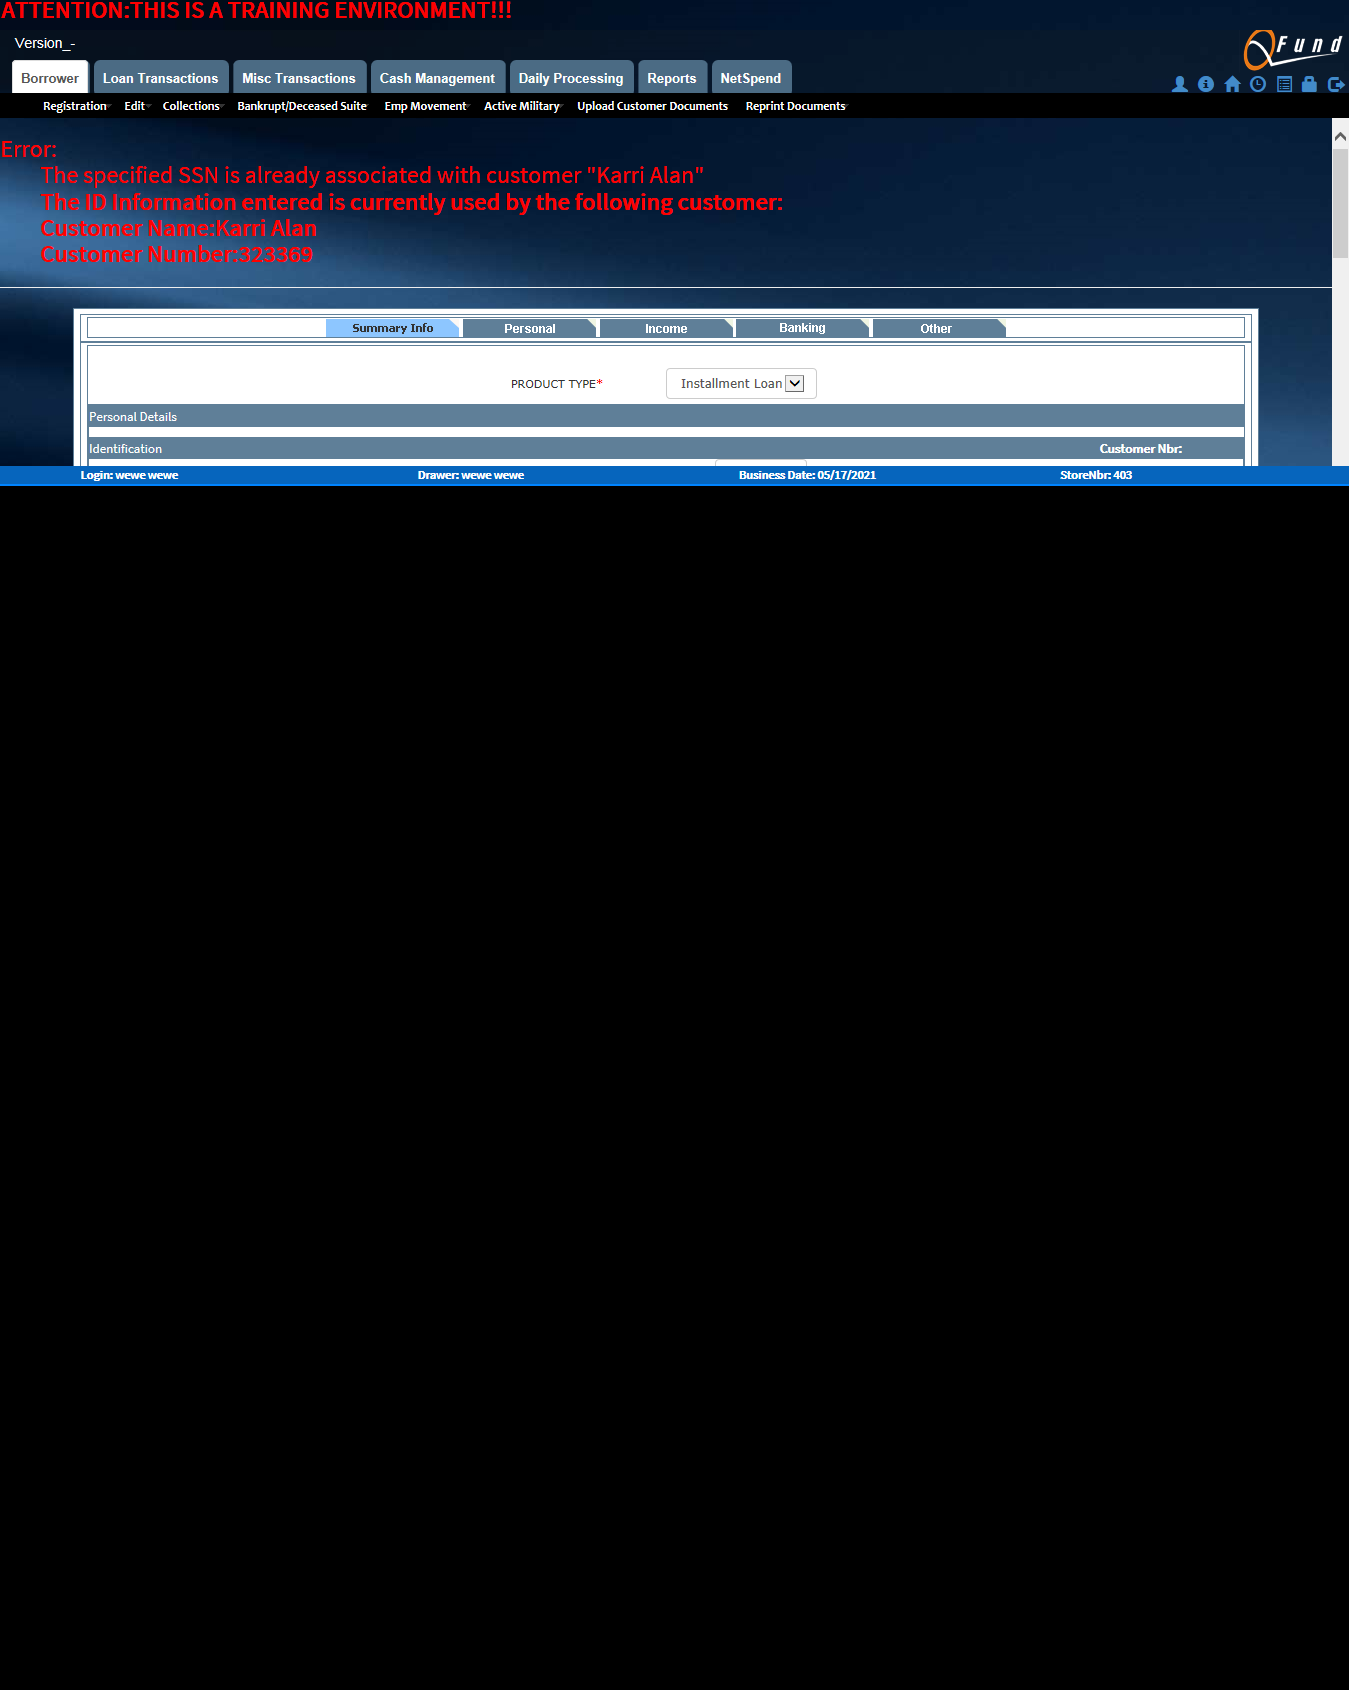 ATTENTION:THIS IS A TRAINING ENVIRONMENT!!!
Version_-
Fund
Borrower Loan Transactions Misc Transactions Cash Management Daily Processing Reports NetSpend
Registration Edit Collections Bankrupt/Deceased Suite Emp Movement Active Military Upload Customer Documents Reprint Documents
Error:
The specified SSN is already associated with customer "Karri Alan"
The ID Information entered is currently used by the following customer:
Customer Name:Karri Alan
Customer Number:323369
Summary Info Personal Income Banking Other
PRODUCT TYPE* Installment Loan
Personal Details
Identification Customer Nbr:
Login: wewe wewe Drawer: wewe wewe Business Date: 05/17/2021 StoreNbr: 403